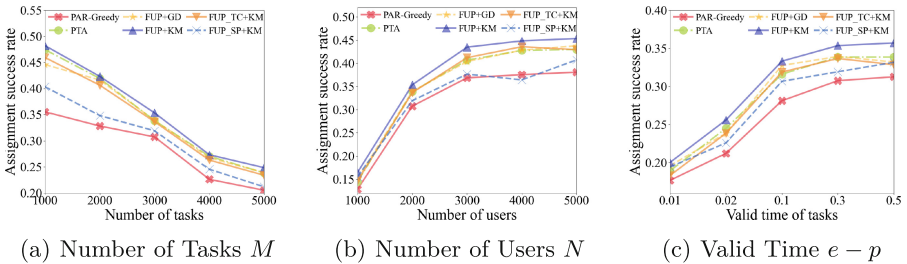 PAR-Greedy FUP+GD FUP_TC+KM
PTA FUP+KM FUP_SP+KM
Assignment success rate
0.55
0.50
0.45
0.40
0.35
0.30
0.25
0.20
1000 2000 3000 4000 5000
Number of tasks
(a) Number of Tasks M
PAR-Greedy FUP+GD FUP_TC+KM
PTA FUP+KM FUP_SP+KM
Assignment success rate
0.50
0.45
0.40
0.35
0.30
0.25
0.20
0.15
1000 2000 3000 4000 5000
Number of users
(b) Number of Users N
PAR-Greedy FUP+GD FUP_TC+KM
PTA FUP+KM FUP_SP+KM
Assignment success rate
0.40
0.35
0.30
0.25
0.20
0.01 0.02 0.1 0.3 0.5
Valid time of tasks
(c) Valid Time e − p